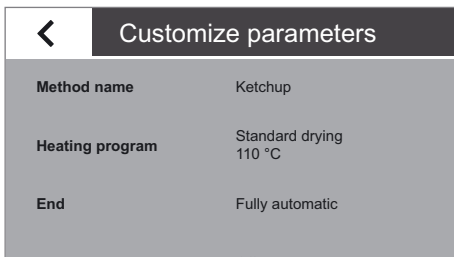 Customize parameters
Method name Ketchup
Heating program Standard drying
110 °C
End Fully automatic